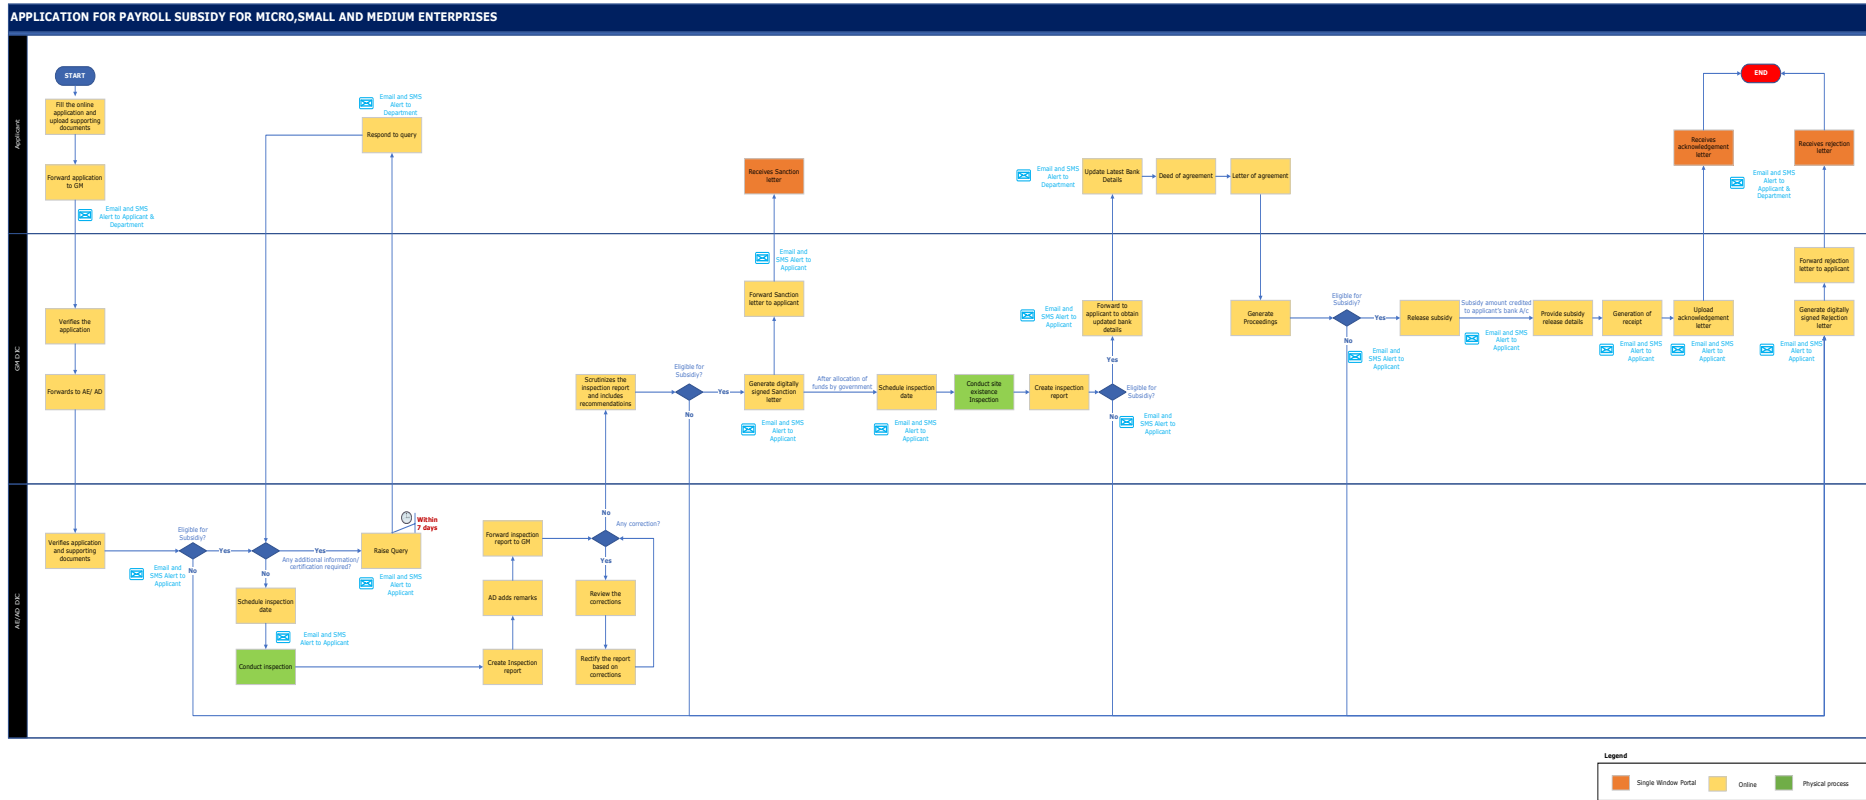 APPLICATION FOR PAYROLL SUBSIDY FOR MICRO,SMALL AND MEDIUM ENTERPRISES
Applicant
START
Fill the online
application and
upload supporting
documents
Forward application
to GM
Email and SMS
Alert to Applicant &
Department
Email and SMS
Alert to
Department
Respond to query
Receives Sanction
letter
Email and SMS
Alert to
Department
Update Latest Bank
Details
Deed of agreement
Letter of agreement
END
Receives
acknowledgement
letter
Receives rejection
letter
Email and SMS
Alert to
Applicant &
Department
GM DIC
Verifies the
application
Forwards to AE/ AD
Scrutinizes the
inspection report
and includes
recommendatioins
Eligible for
Subsidiy?
Yes
No
Email and
SMS Alert to
Applicant
Forward Sanction
letter to applicant
Generate digitally
signed Sanction
letter
Email and SMS
Alert to
Applicant
After allocation of
funds by government
Schedule inspection
date
Email and SMS
Alert to
Applicant
Conduct site
existence
Inspection
Create inspection
report
Email and
SMS Alert to
Applicant
Forward to
applicant to obtain
updated bank
details
Yes
Eligible for
Subsidiy?
No
Email and
SMS Alert to
Applicant
Generate
Proceedings
Eligible for
Subsidiy?
Yes
No
Email and
SMS Alert to
Applicant
Release subsidy
Subsidy amount credited
to applicant's bank A/c
Email and SMS
Alert to
Applicant
Provide subsidy
release details
Generation of
receipt
Email and SMS
Alert to
Applicant
Upload
acknowledgement
letter
Email and SMS
Alert to
Applicant
Forward rejection
letter to applicant
Generate digitally
signed Rejection
letter
Email and SMS
Alert to
Applicant
AE/AD DIC
Verifies application
and supporting
documents
Eligible for
Subsidiy?
Yes
No
Email and
SMS Alert to
Applicant
Yes
Any additional information/
certification required?
No
Raise Query
Within
7 days
Email and SMS
Alert to
Applicant
Schedule inspection
date
Email and SMS
Alert to Applicant
Conduct inspection
Forward inspection
report to GM
AD adds remarks
Create Inspection
report
No
Any correction?
Yes
Review the
corrections
Rectify the report
based on
corrections
Legend
Single Window Portal
Online
Physical process